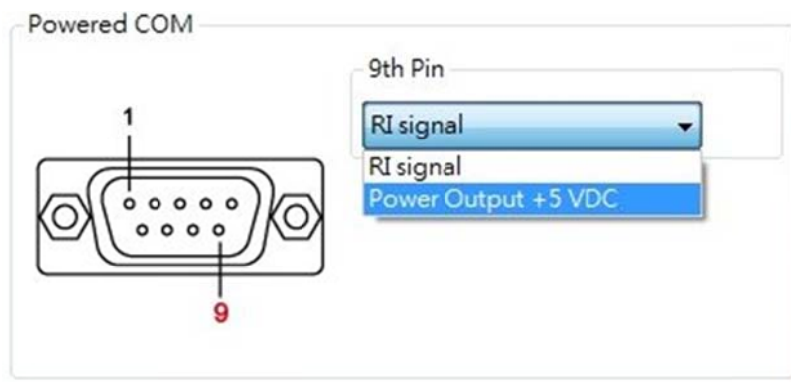 Powered COM
9th Pin
1
RI signal
RI signal
Power Output +5 VDC
9